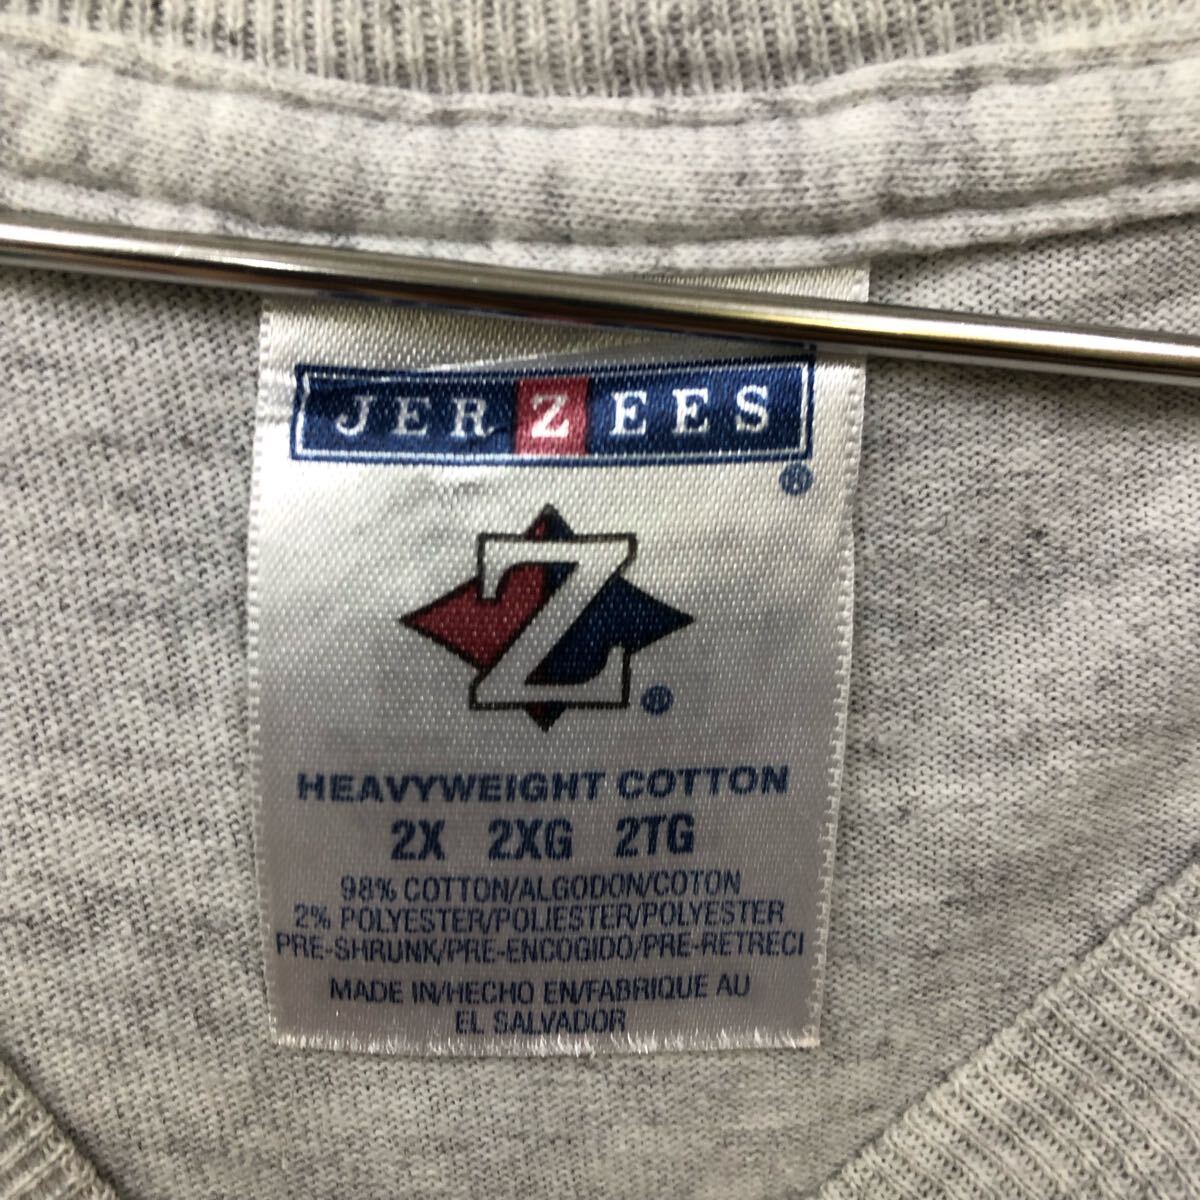 JERZEES
®
Z
®
HEAVYWEIGHT COTTON
2X 2XG 2TG
98% COTTON/ALGODON/COTON
2% POLYESTER/POLIESTER/POLYESTER
PRE-SHRUNK/PRE-ENCOGIDO/PRE-RETRECI
MADE IN/HECHO EN/FABRIQUE AU
EL SALVADOR